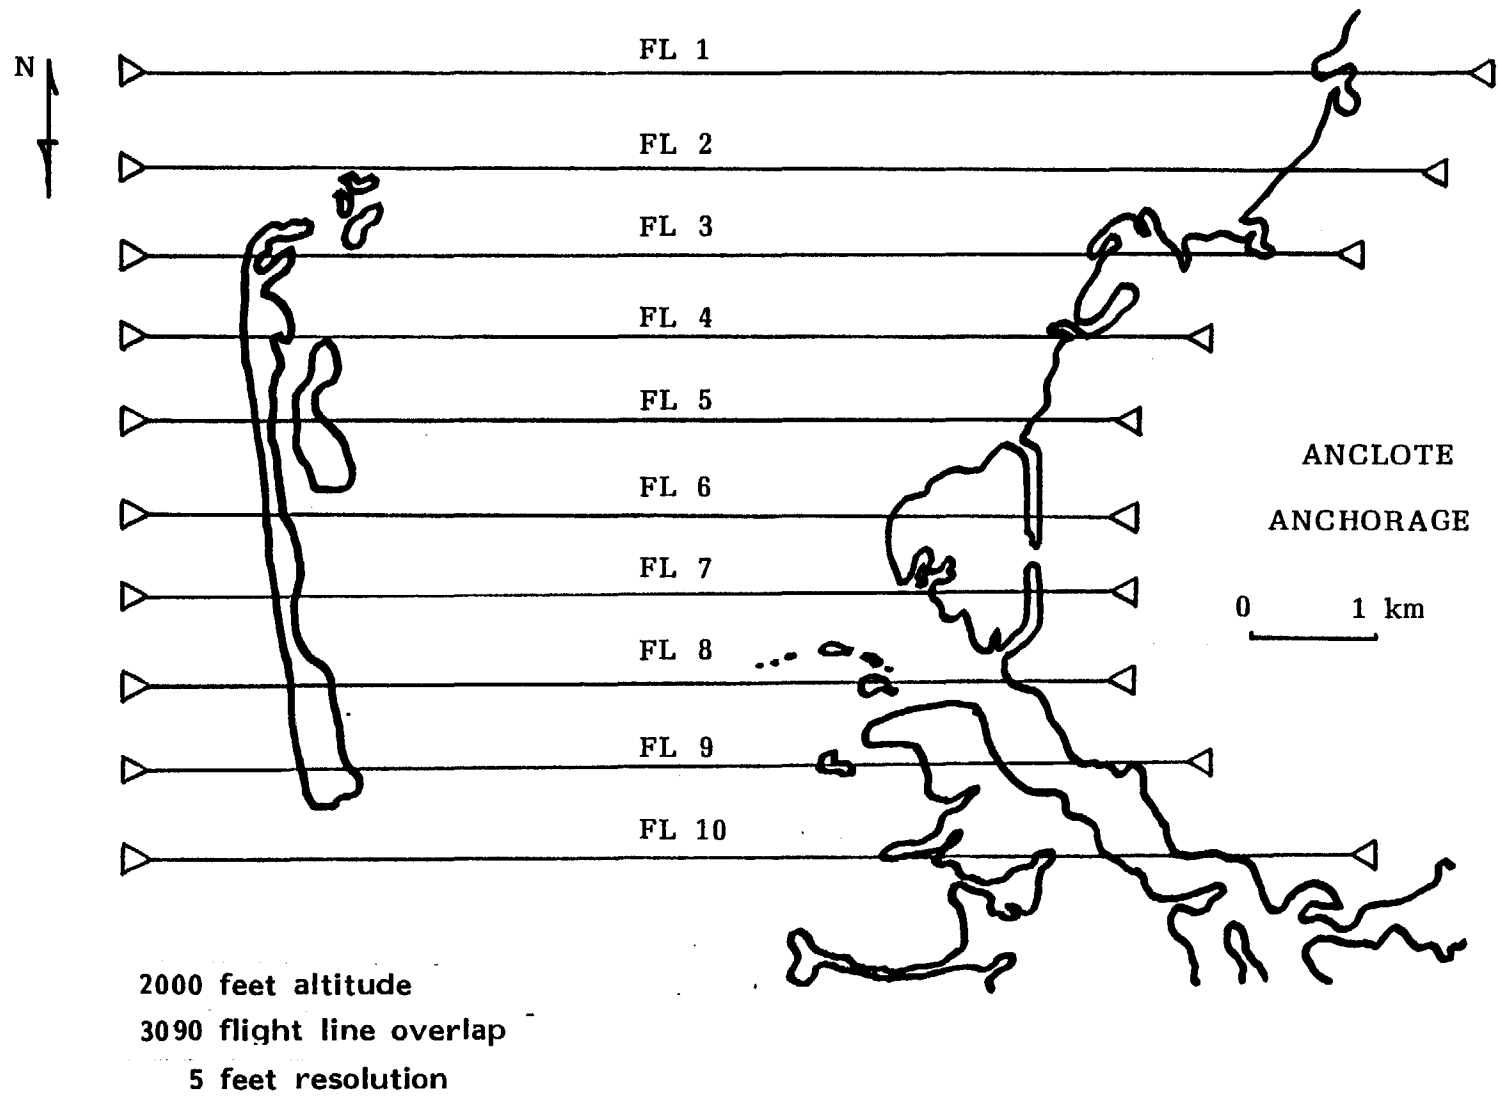 FL 1
N
FL 2
FL 3
FL 4
FL 5
ANCLOTE
FL 6
ANCHORAGE
FL 7
0 1 km
FL 8
FL 9
FL 10
2000 feet altitude
3090 flight line overlap
5 feet resolution